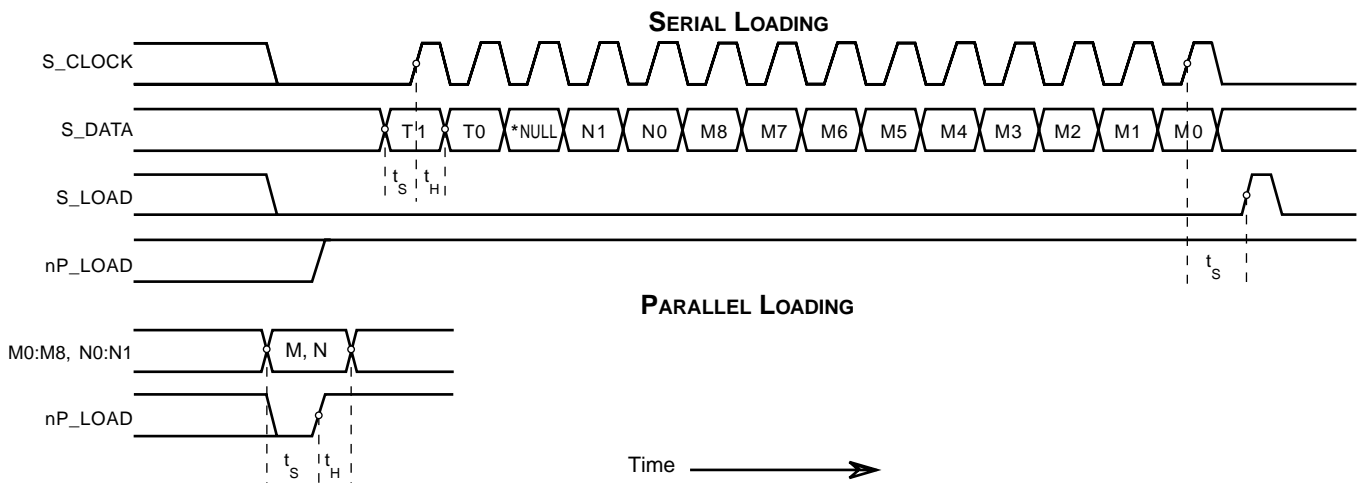 SERIAL LOADING
S_CLOCK
S_DATA
T1 T0 *NULL N1 N0 M8 M7 M6 M5 M4 M3 M2 M1 M0
tS tH
S_LOAD
nP_LOAD
tS
PARALLEL LOADING
M0:M8, N0:N1
M, N
nP_LOAD
tS tH
Time